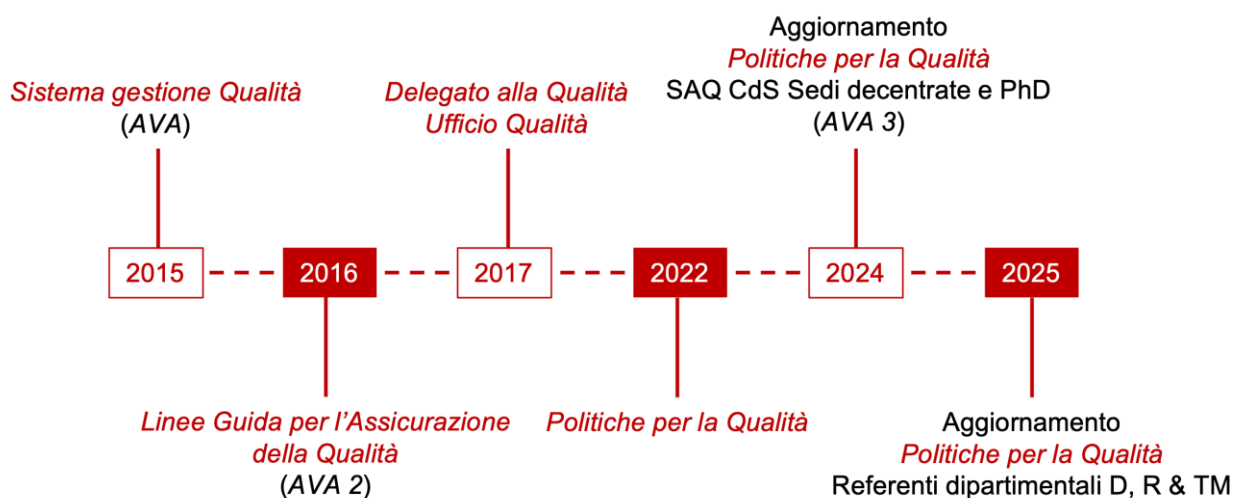 Aggiornamento
Politiche per la Qualità
SAQ CdS Sedi decentrate e PhD
(AVA 3)
Sistema gestione Qualità
(AVA)
Delegato alla Qualità
Ufficio Qualità
2015
2016
2017
2022
2024
2025
Linee Guida per l'Assicurazione
della Qualità
(AVA 2)
Politiche per la Qualità
Aggiornamento
Politiche per la Qualità
Referenti dipartimentali D, R & TM